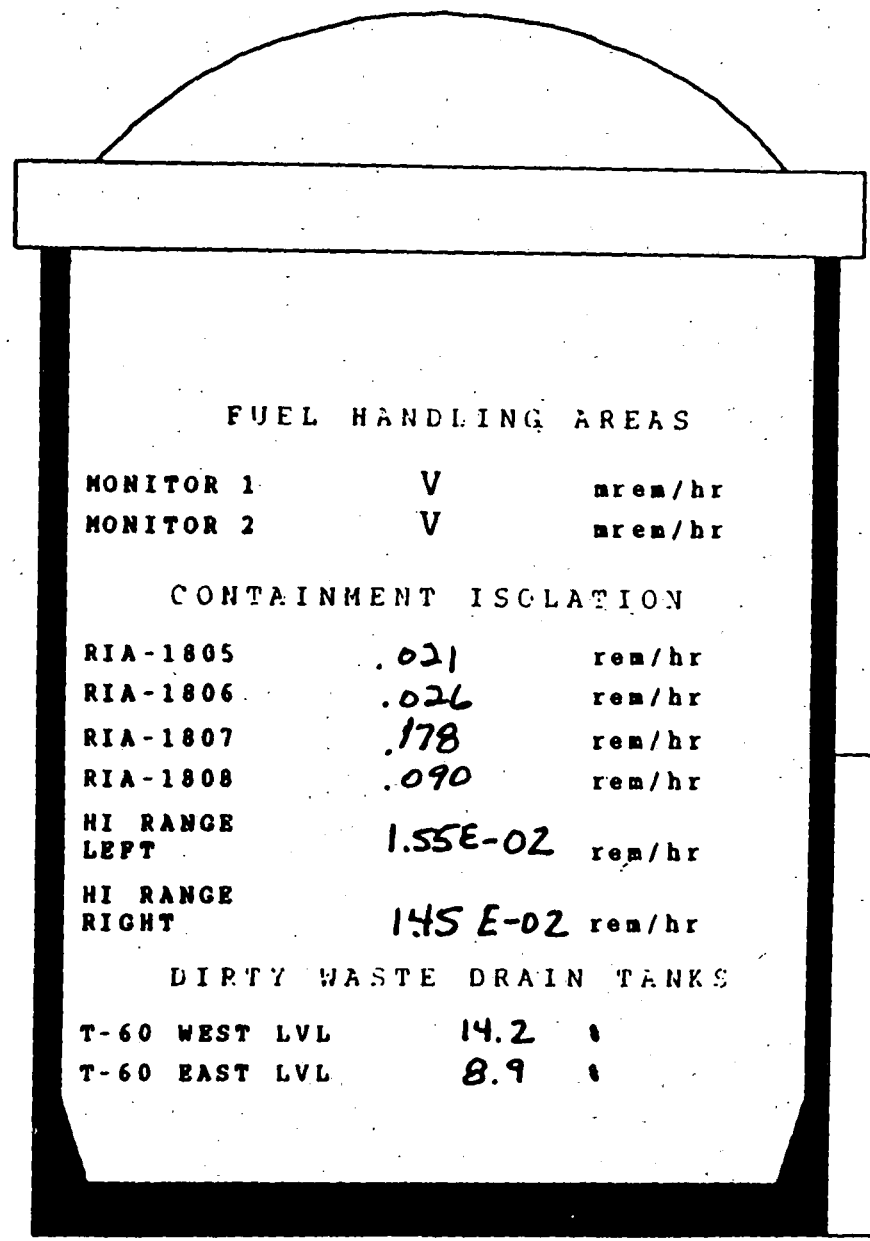 FUEL HANDLING AREAS
MONITOR 1 V mrem/hr
MONITOR 2 V mrem/hr
CONTAINMENT ISOLATION
RIA-1805 .021 rem/hr
RIA-1806 .026 rem/hr
RIA-1807 .178 rem/hr
RIA-1808 .090 rem/hr
HI RANGE
LEFT 1.55E-02 rem/hr
HI RANGE
RIGHT 1.45 E-02 rem/hr
DIRTY WASTE DRAIN TANKS
T-60 WEST LVL 14.2 %
T-60 EAST LVL 8.9 %